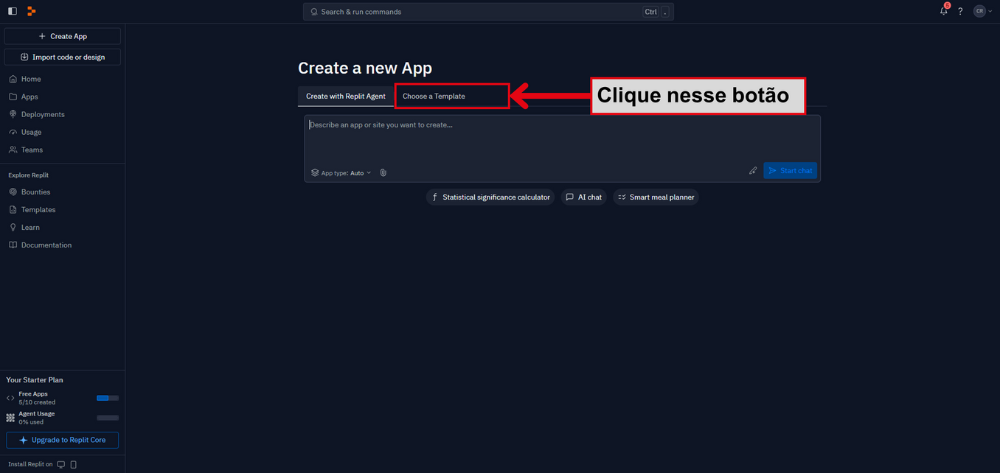 Search & run commands
Ctrl .
5
?
CR
Create App
Import code or design
Home
Apps
Deployments
Usage
Teams
Explore Replit
Bounties
Templates
Learn
Documentation
Create a new App
Create with Replit Agent
Choose a Template
Clique nesse botão
Describe an app or site you want to create...
App type: Auto
Start chat
Statistical significance calculator
AI chat
Smart meal planner
Your Starter Plan
Free Apps
5/10 created
Agent Usage
0% used
Upgrade to Replit Core
Install Replit on